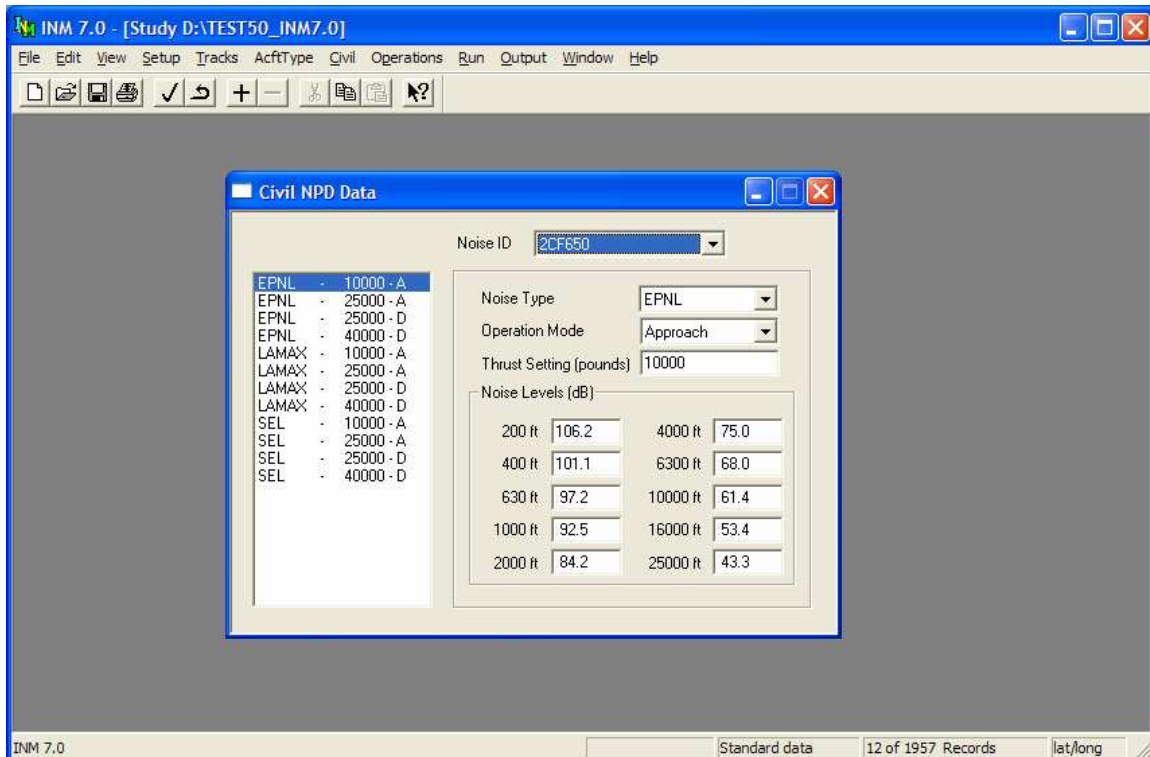 INM 7.0 - [Study D:\TEST50_INM7.0]
File Edit View Setup Tracks AcftType Civil Operations Run Output Window Help
Civil NPD Data
Noise ID 2CF650
EPNL - 10000 - A
EPNL - 25000 - A
EPNL - 25000 - D
EPNL - 40000 - D
LAMAX - 10000 - A
LAMAX - 25000 - A
LAMAX - 25000 - D
LAMAX - 40000 - D
SEL - 10000 - A
SEL - 25000 - A
SEL - 25000 - D
SEL - 40000 - D
Noise Type EPNL
Operation Mode Approach
Thrust Setting (pounds) 10000
Noise Levels (dB)
200 ft 106.2 4000 ft 75.0
400 ft 101.1 6300 ft 68.0
630 ft 97.2 10000 ft 61.4
1000 ft 92.5 16000 ft 53.4
2000 ft 84.2 25000 ft 43.3
INM 7.0 Standard data 12 of 1957 Records lat/long